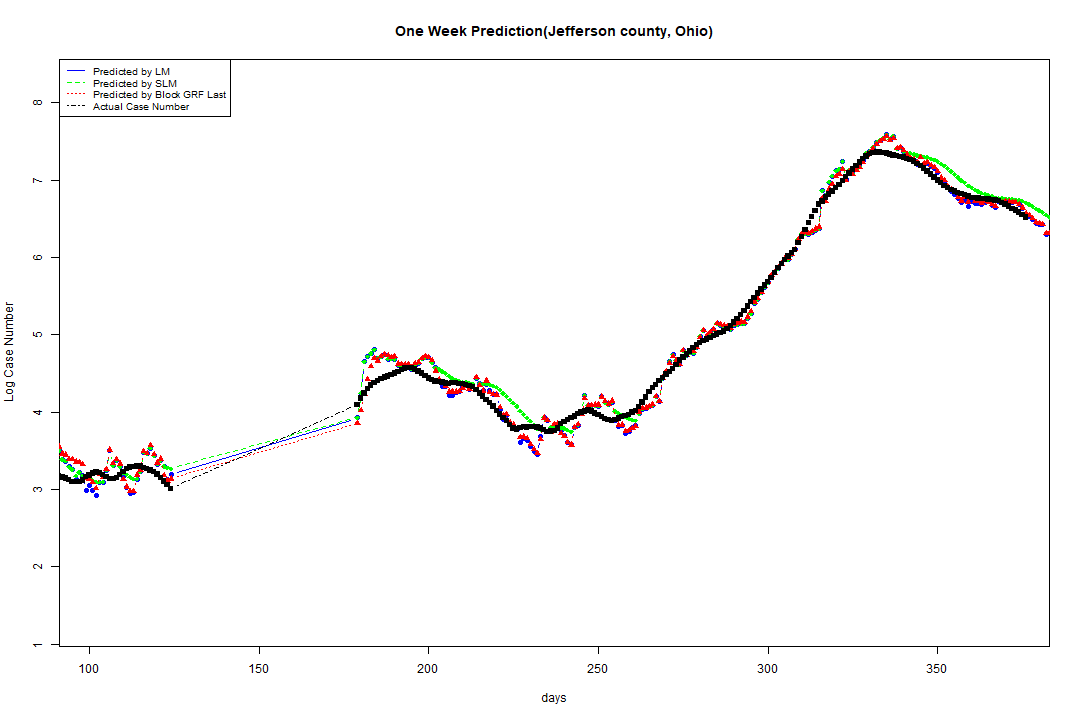 One Week Prediction(Jefferson county, Ohio)
Predicted by LM
Predicted by SLM
Predicted by Block GRF Last
Actual Case Number
Log Case Number
8
7
6
5
4
3
2
1
100 150 200 250 300 350
days